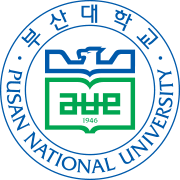 부산대학교
PUSAN NATIONAL UNIVERSITY
1946